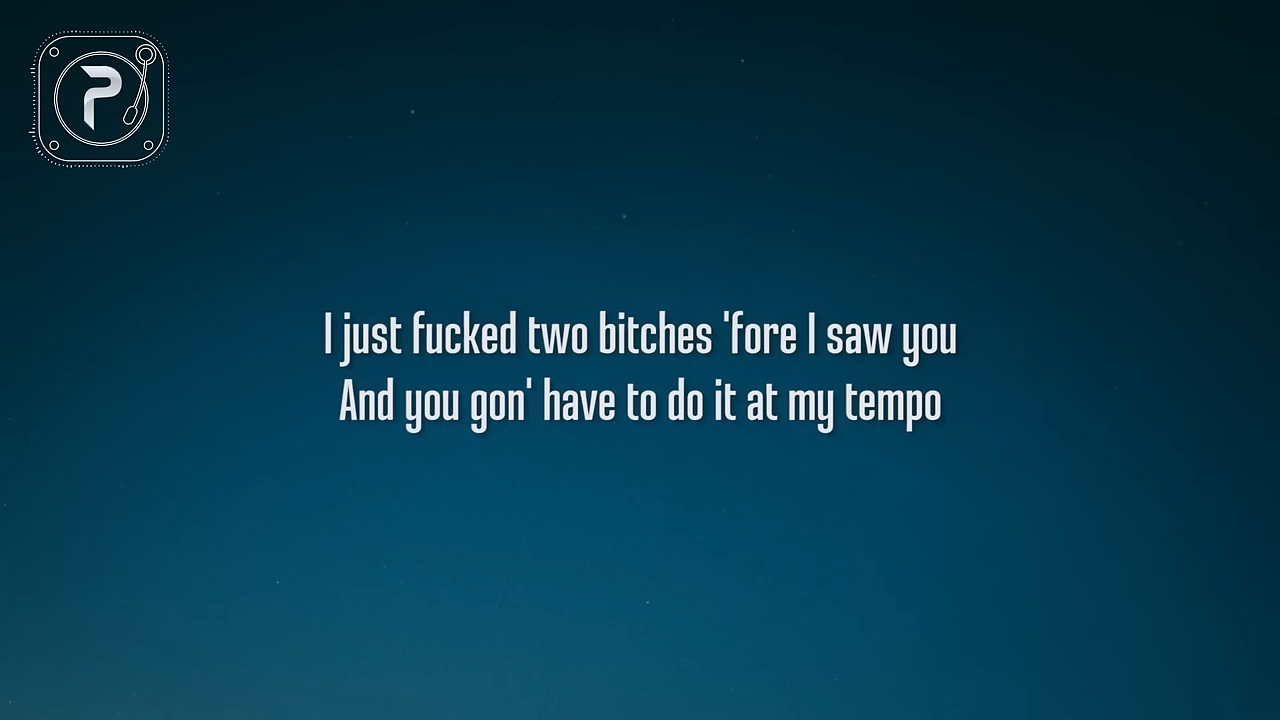 P
I just fucked two bitches 'fore I saw you
And you gon' have to do it at my tempo